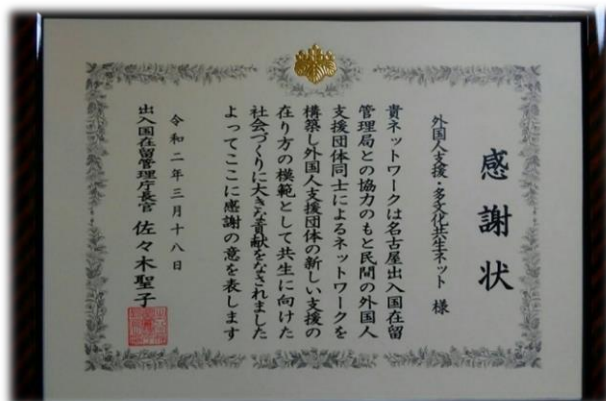 感謝状
外国人支援・多文化共生ネット 様
貴ネットワークは名古屋出入国在留
管理局との協力のもと民間の外国人
支援団体同士によるネットワークを
構築し外国人支援団体の新しい支援の
在り方の模範として共生に向けた
社会づくりに大きな貢献をなされました
よってここに感謝の意を表します
令和二年三月十八日
出入国在留管理庁長官 佐々木聖子